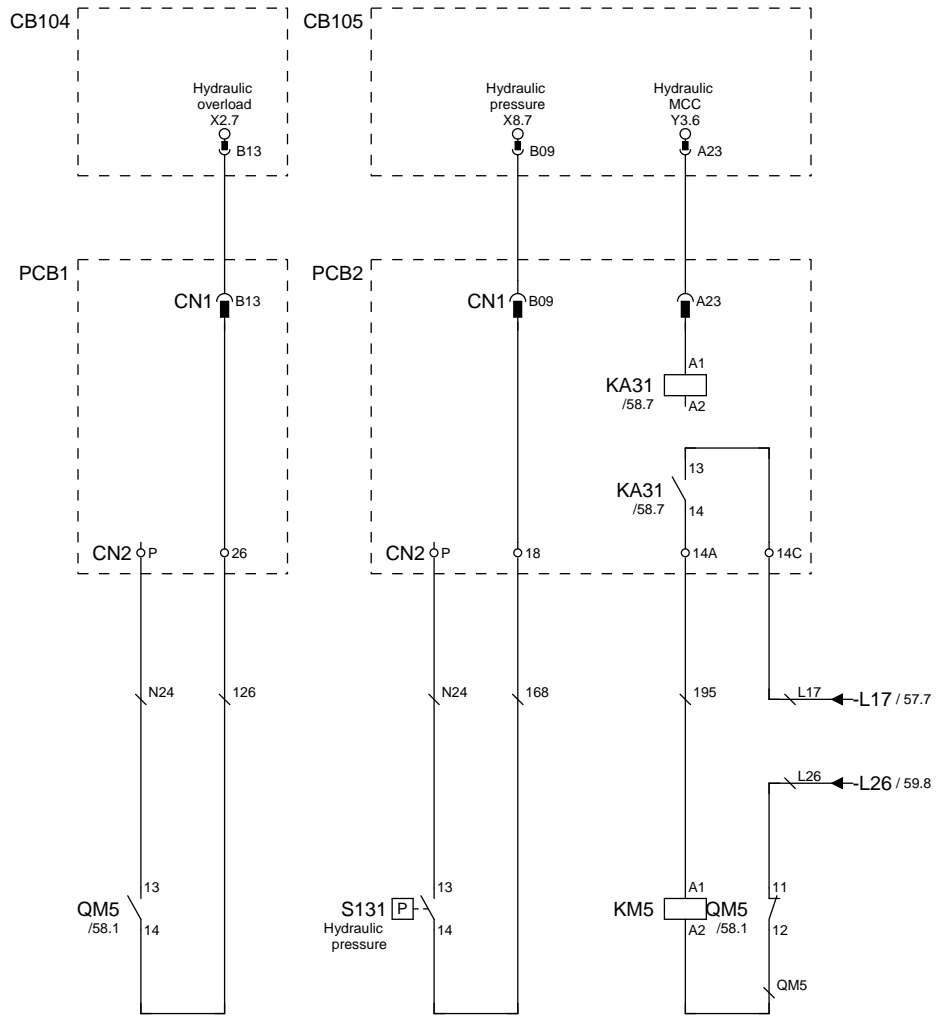 CB104
CB105
Hydraulic
overload
X2.7
B13
Hydraulic
pressure
X8.7
B09
Hydraulic
MCC
Y3.6
A23
PCB1
PCB2
CN1
B13
CN1
B09
A23
A1
KA31
/58.7
A2
13
KA31
/58.7
14
CN2
P
26
CN2
P
18
14A
14C
N24
126
N24
168
195
L17
-L17 / 57.7
L26
-L26 / 59.8
13
QM5
/58.1
14
13
S131
P
Hydraulic
pressure
14
A1
KM5
A2
11
QM5
/58.1
12
QM5